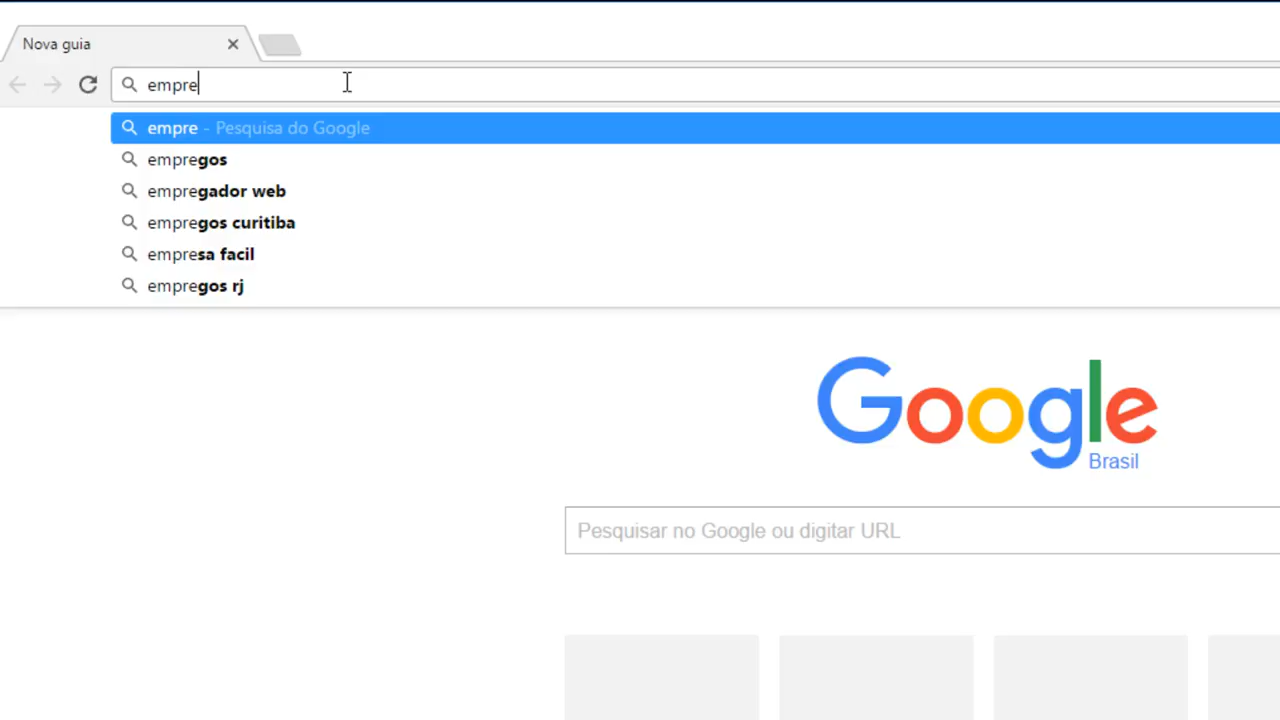 Nova guia
empre
empre - Pesquisa do Google
empregos
empregador web
empregos curitiba
empresa facil
empregos rj
Google
Brasil
Pesquisar no Google ou digitar URL